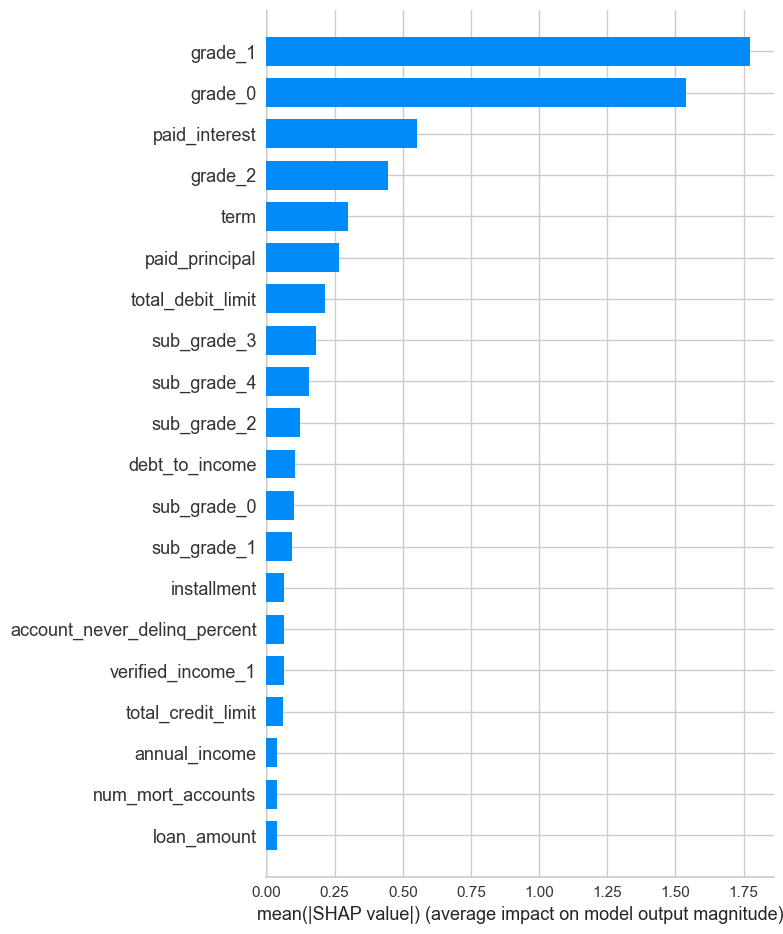 grade_1
grade_0
paid_interest
grade_2
term
paid_principal
total_debit_limit
sub_grade_3
sub_grade_4
sub_grade_2
debt_to_income
sub_grade_0
sub_grade_1
installment
account_never_delinq_percent
verified_income_1
total_credit_limit
annual_income
num_mort_accounts
loan_amount
0.00 0.25 0.50 0.75 1.00 1.25 1.50 1.75
mean(|SHAP value|) (average impact on model output magnitude)